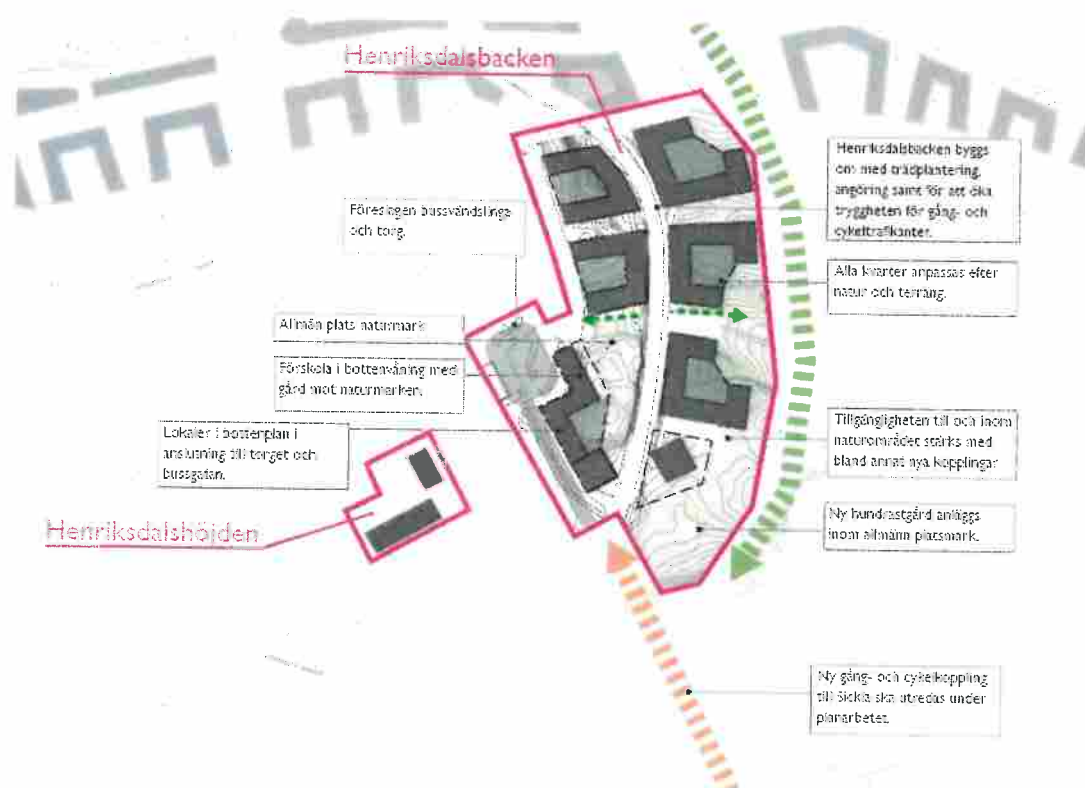 Henriksdalsbacken
Henriksdalsbacken byggs
om med trädplantering,
angöring samt för att öka
tryggheten för gång- och
cykeltrafikanter.
Föreslagen bussvändslinga
och torg.
Alla kvarter anpassas efter
natur och terräng.
Allmän plats naturmark
Förskola i bottenvåning med
gård mot naturmarken.
Lokaler i bottenplan i
anslutning till torget och
bussgatan.
Tillgängligheten till och inom
naturområdet stärks med
bland annat nya kopplingar
Henriksdalshöjden
Ny hundrastgård anläggs
inom allmänn platsmark.
Ny gång- och cykelkoppling
till Sickla ska utredas under
planarbetet.